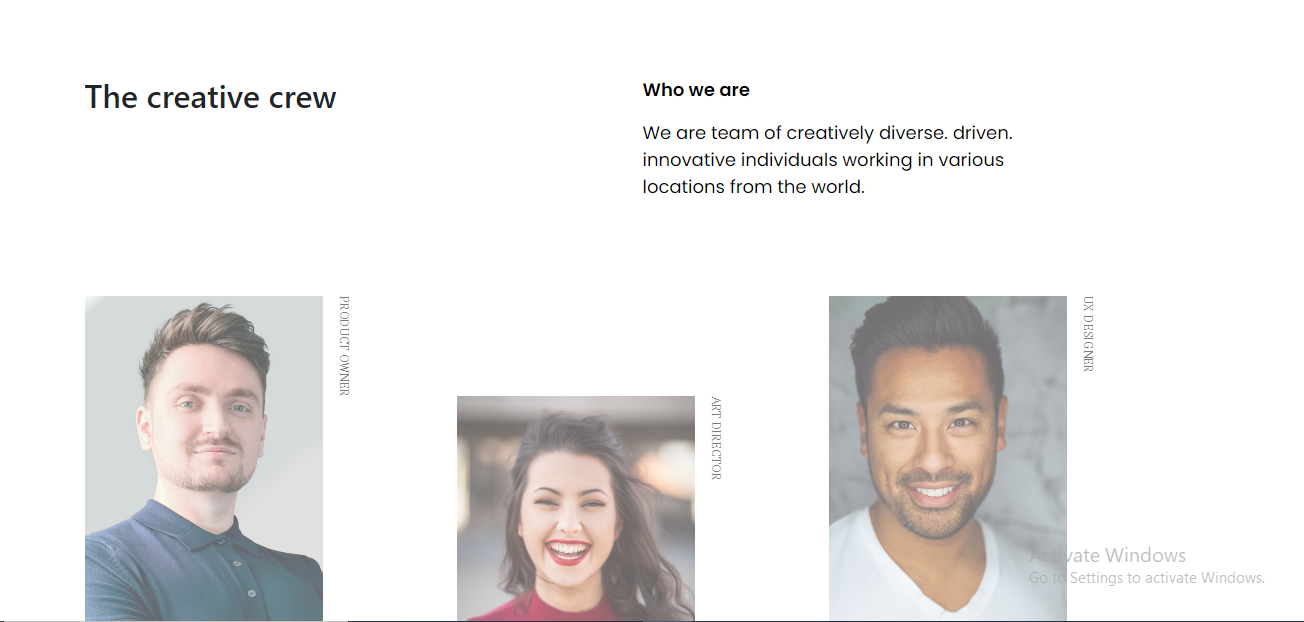 The creative crew
Who we are
We are team of creatively diverse. driven.
innovative individuals working in various
locations from the world.
PRODUCT OWNER
ART DIRECTOR
UX DESIGNER
Activate Windows
Go to Settings to activate Windows.